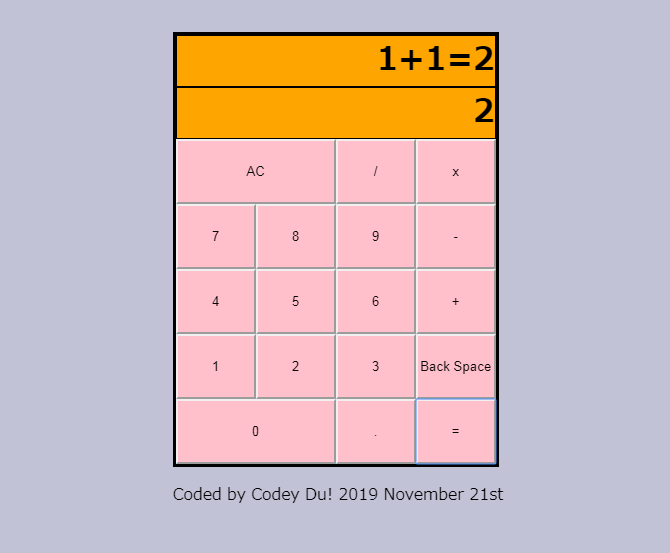 1+1=2
2
AC / x
7 8 9 -
4 5 6 +
1 2 3 Back Space
0 . =
Coded by Codey Du! 2019 November 21st